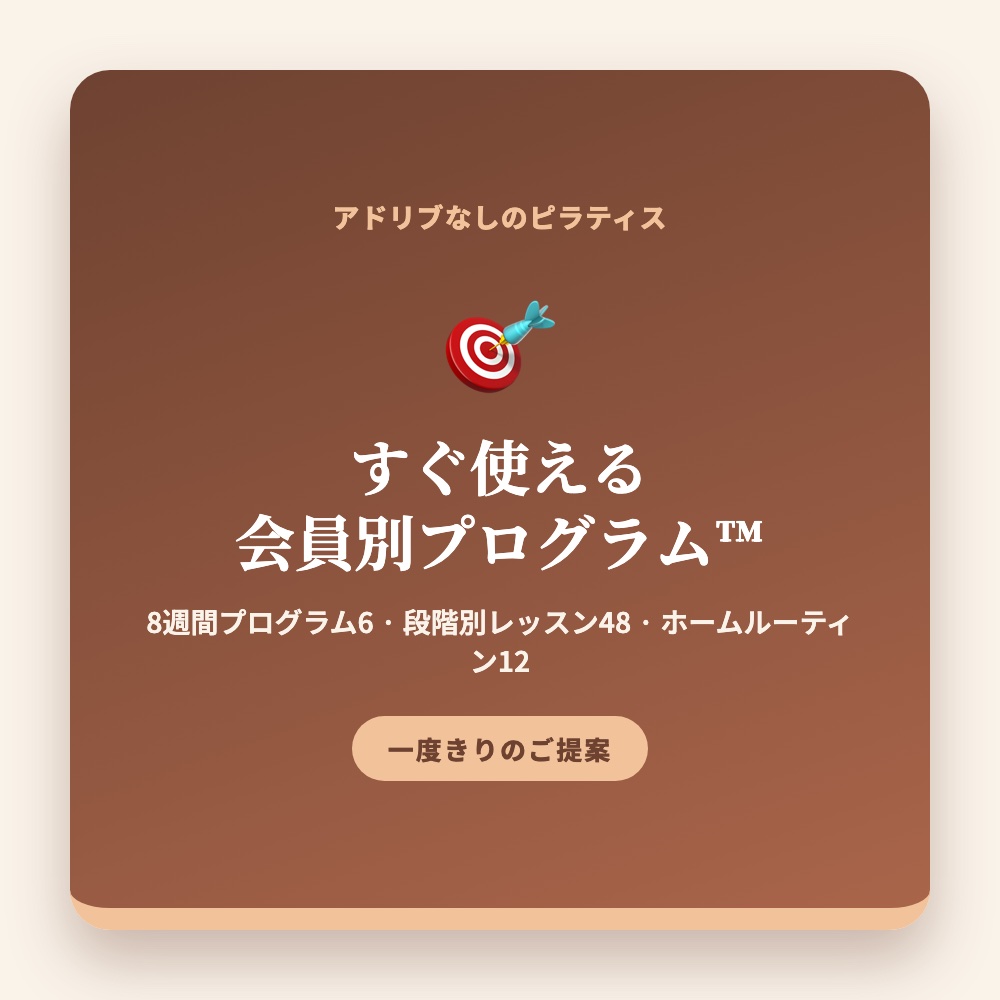 アドリブなしのピラティス
すぐ使える
会員別プログラム™
8週間プログラム6 · 段階別レッスン48 · ホームルーティ
ン12
一度きりのご提案